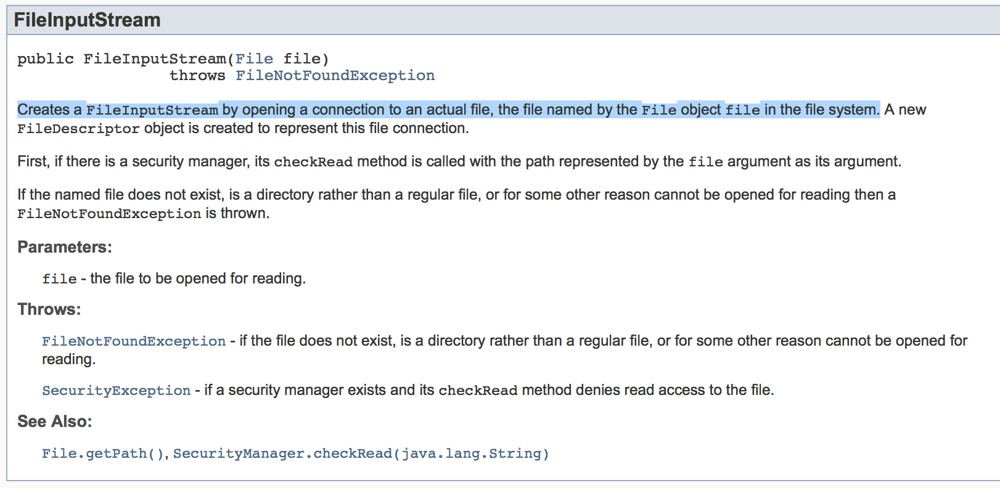 FileInputStream
public FileInputStream(File file)
throws FileNotFoundException
Creates a FileInputStream by opening a connection to an actual file, the file named by the File object file in the file system. A new
FileDescriptor object is created to represent this file connection.
First, if there is a security manager, its checkRead method is called with the path represented by the file argument as its argument.
If the named file does not exist, is a directory rather than a regular file, or for some other reason cannot be opened for reading then a
FileNotFoundException is thrown.
Parameters:
file - the file to be opened for reading.
Throws:
FileNotFoundException - if the file does not exist, is a directory rather than a regular file, or for some other reason cannot be opened for
reading.
SecurityException - if a security manager exists and its checkRead method denies read access to the file.
See Also:
File.getPath(), SecurityManager.checkRead(java.lang.String)